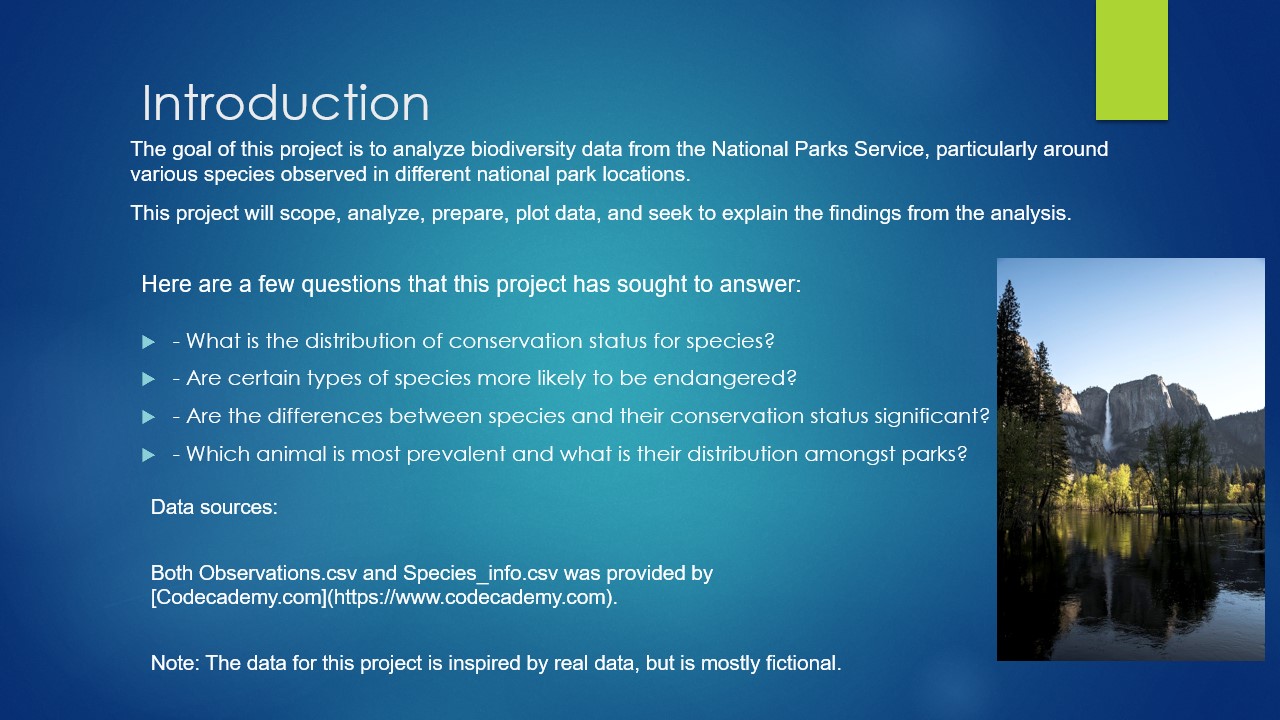 Introduction
The goal of this project is to analyze biodiversity data from the National Parks Service, particularly around
various species observed in different national park locations.
This project will scope, analyze, prepare, plot data, and seek to explain the findings from the analysis.
Here are a few questions that this project has sought to answer:
- What is the distribution of conservation status for species?
- Are certain types of species more likely to be endangered?
- Are the differences between species and their conservation status significant?
- Which animal is most prevalent and what is their distribution amongst parks?
Data sources:
Both Observations.csv and Species_info.csv was provided by
[Codecademy.com](https://www.codecademy.com).
Note: The data for this project is inspired by real data, but is mostly fictional.